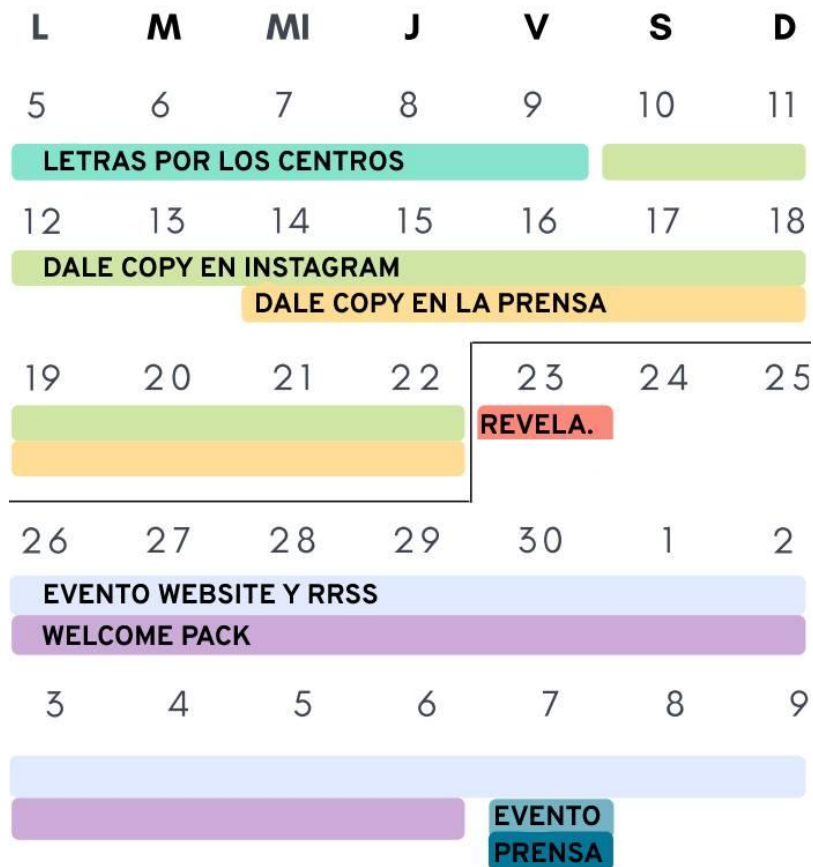 L M MI J V S D
5 6 7 8 9 10 11
LETRAS POR LOS CENTROS
12 13 14 15 16 17 18
DALE COPY EN INSTAGRAM
DALE COPY EN LA PRENSA
19 20 21 22 23 24 25
REVELA.
26 27 28 29 30 1 2
EVENTO WEBSITE Y RRSS
WELCOME PACK
3 4 5 6 7 8 9
EVENTO
PRENSA